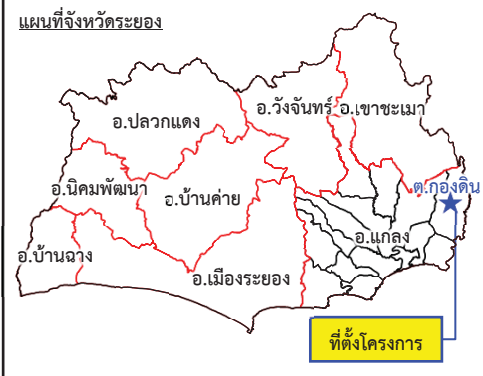 แผนที่จังหวัดระยอง
อ.วังจันทร์ อ.เขาชะเมา
อ.ปลวกแดง
ต.กองดิน
อ.นิคมพัฒนา
อ.บ้านค่าย
อ.แกลง
อ.บ้านฉาง
อ.เมืองระยอง
ที่ตั้งโครงการ